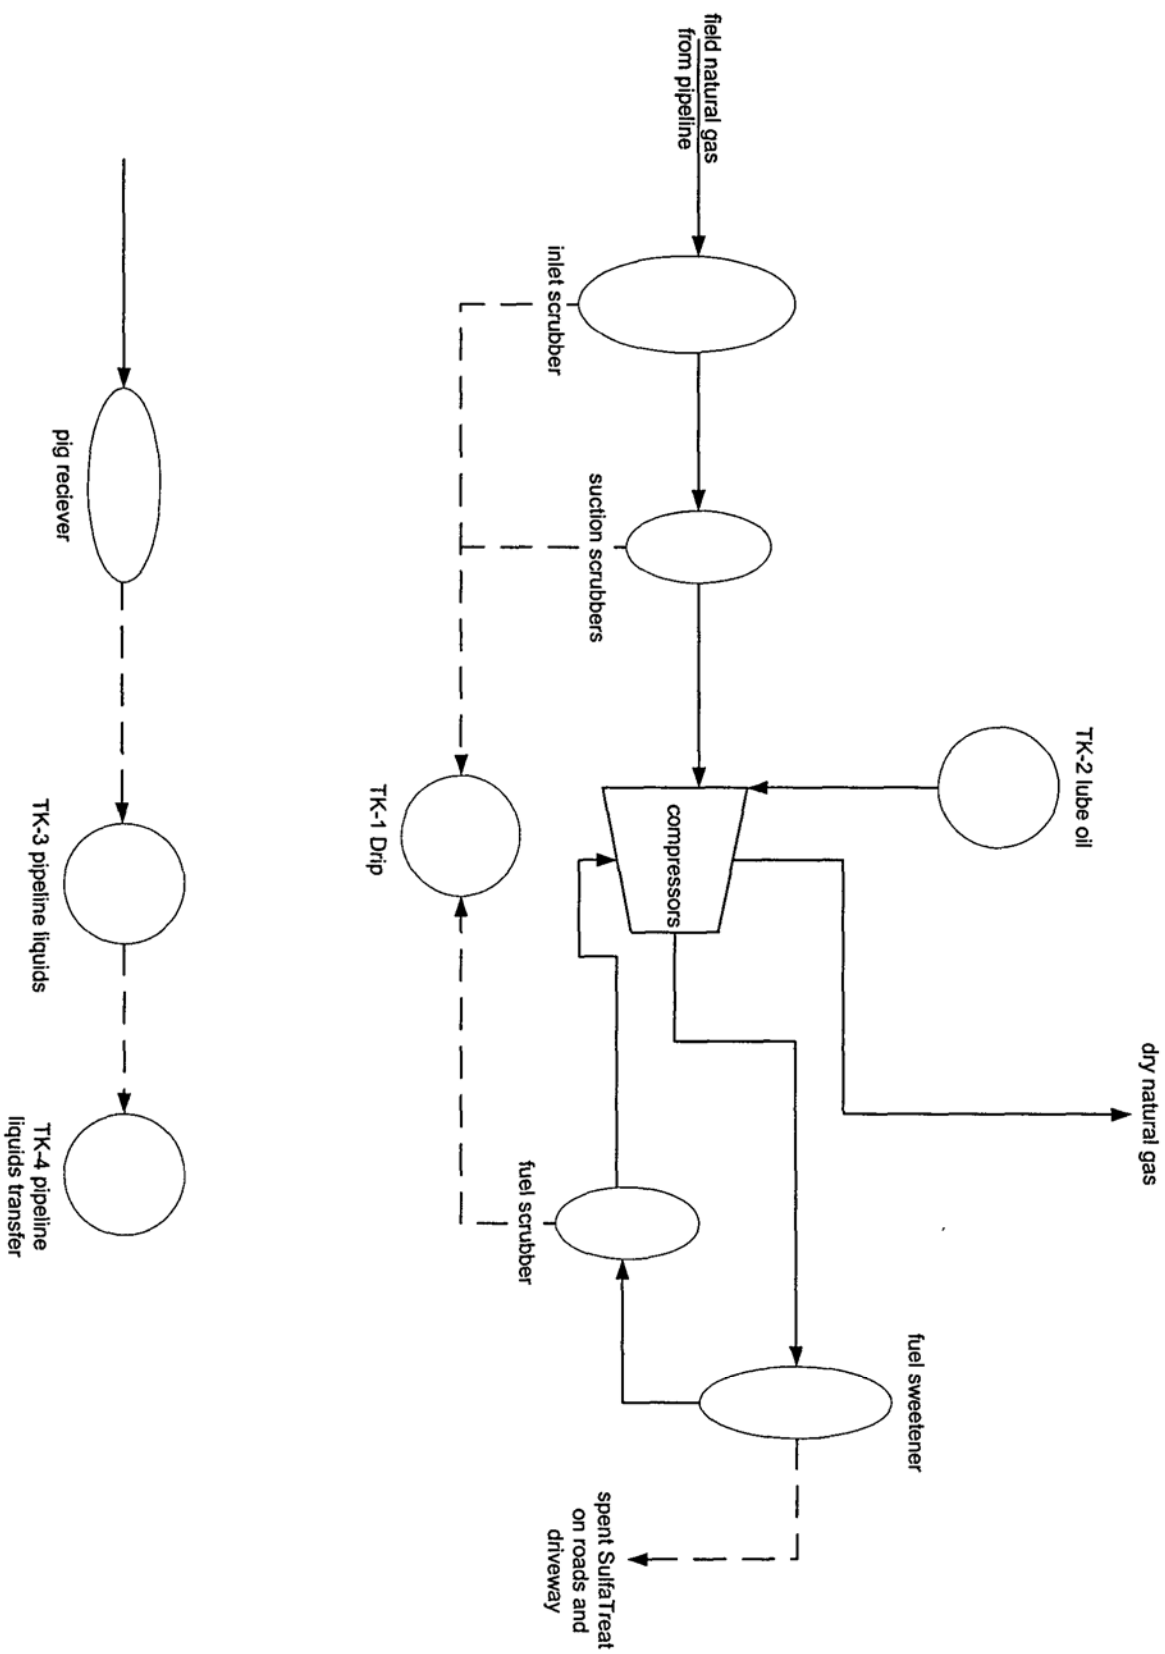 TK-2 lube oil
dry natural gas
fuel sweetener
field natural gas
from pipeline
compressors
inlet scrubber
suction scrubbers
fuel scrubber
spent SulfaTreat
on roads and
driveway
TK-1 Drip
pig reciever
TK-3 pipeline liquids
TK-4 pipeline
liquids transfer